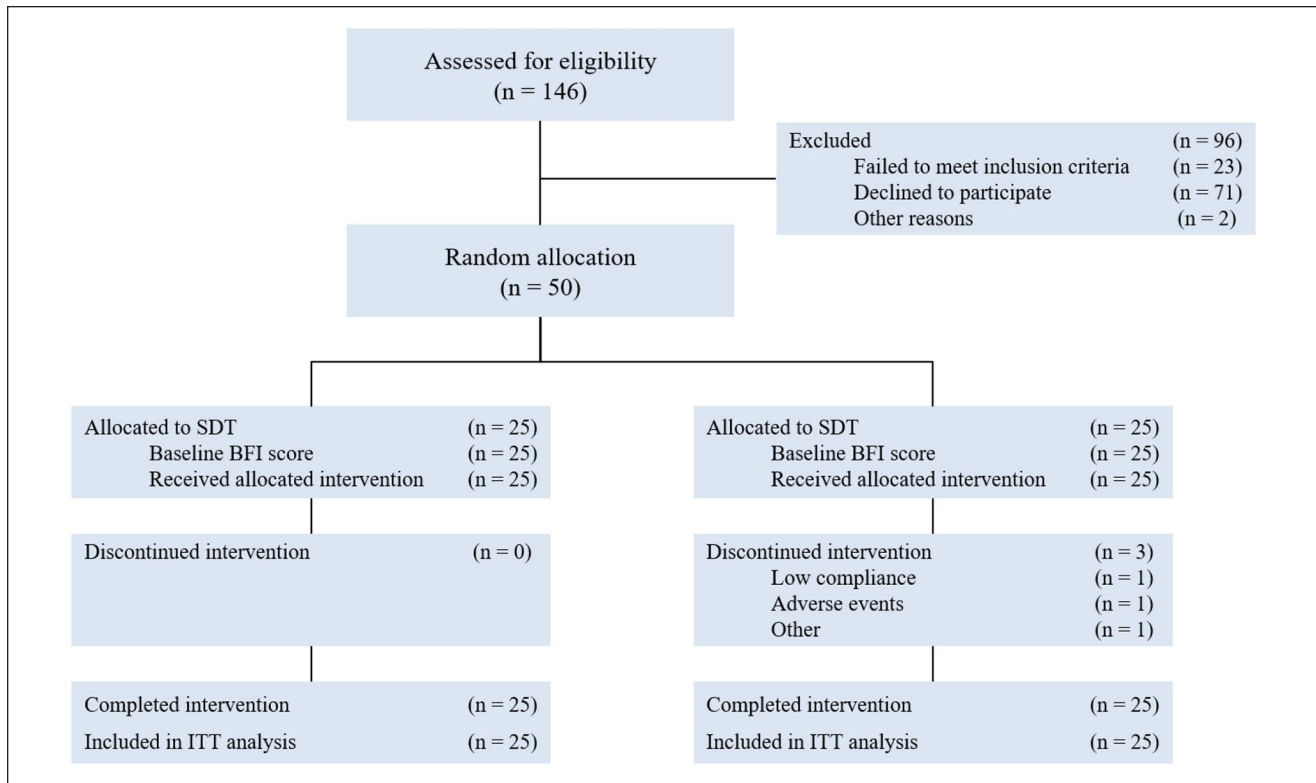 Assessed for eligibility
(n = 146)
Excluded (n = 96)
Failed to meet inclusion criteria (n = 23)
Declined to participate (n = 71)
Other reasons (n = 2)
Random allocation
(n = 50)
Allocated to SDT (n = 25)
Baseline BFI score (n = 25)
Received allocated intervention (n = 25)
Discontinued intervention (n = 0)
Completed intervention (n = 25)
Included in ITT analysis (n = 25)
Allocated to SDT (n = 25)
Baseline BFI score (n = 25)
Received allocated intervention (n = 25)
Discontinued intervention (n = 3)
Low compliance (n = 1)
Adverse events (n = 1)
Other (n = 1)
Completed intervention (n = 25)
Included in ITT analysis (n = 25)